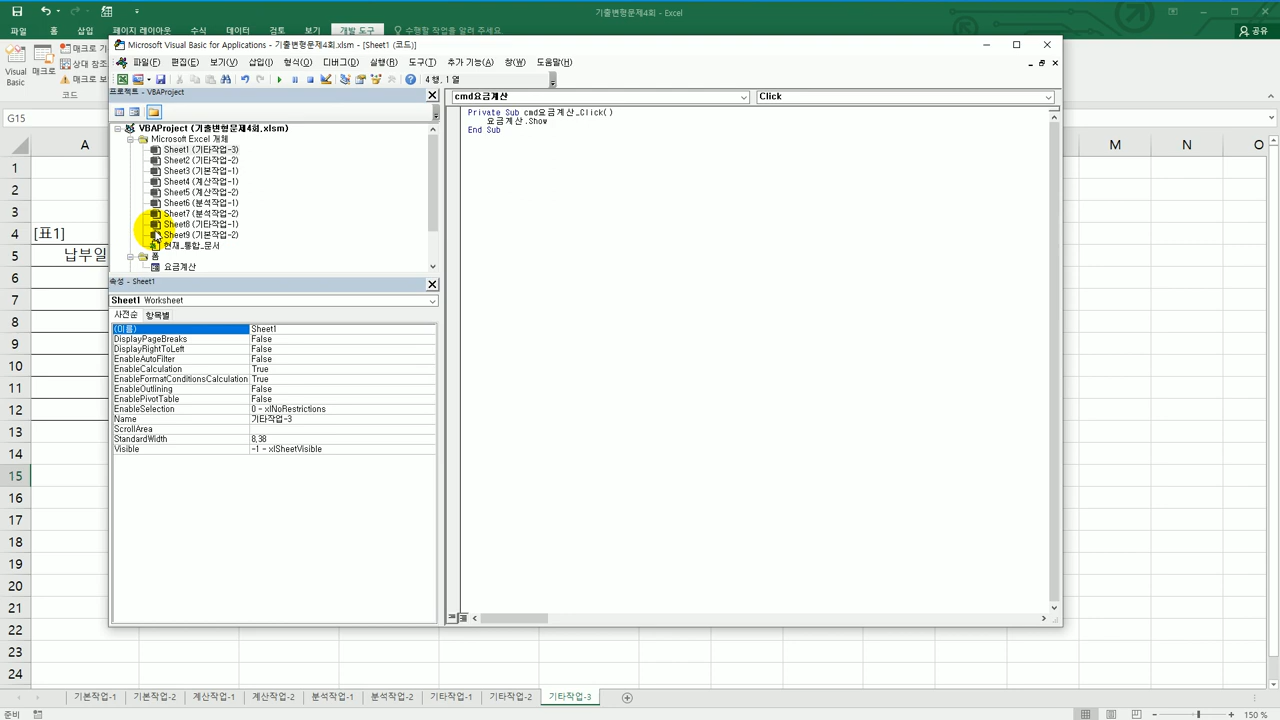 기출변형문제4회 - Excel
파일 홈 삽입 페이지 레이아웃 수식 데이터 검토 보기 개발 도구 수행할 작업을 알려 주세요. 공유
Microsoft Visual Basic for Applications - 기출변형문제4회.xlsm - [Sheet1 (코드)]
파일(F) 편집(E) 보기(V) 삽입(I) 형식(O) 디버그(D) 실행(R) 도구(T) 추가 기능(A) 창(W) 도움말(H)
4 행, 1 열
Visual
Basic
매크로
매크로 기
상대 참조
매크로 보
코드
프로젝트 - VBAProject
VBAProject (기출변형문제4회.xlsm)
Microsoft Excel 개체
Sheet1 (기타작업-3)
Sheet2 (기타작업-2)
Sheet3 (기본작업-1)
Sheet4 (계산작업-1)
Sheet5 (계산작업-2)
Sheet6 (분석작업-1)
Sheet7 (분석작업-2)
Sheet8 (기타작업-1)
Sheet9 (기본작업-2)
현재_통합_문서
폼
요금계산
속성 - Sheet1
Sheet1 Worksheet
사전순 항목별
(이름) Sheet1
DisplayPageBreaks False
DisplayRightToLeft False
EnableAutoFilter False
EnableCalculation True
EnableFormatConditionsCalculation True
EnableOutlining False
EnablePivotTable False
EnableSelection 0 - xlNoRestrictions
Name 기타작업-3
ScrollArea
StandardWidth 8,38
Visible -1 - xlSheetVisible
cmd요금계산 Click
Private Sub cmd요금계산_Click()
요금계산.Show
End Sub
G15
A M N O
1
2
3
4 [표1]
5 납부일
6
7
8
9
10
11
12
13
14
15
16
17
18
19
20
21
22
23
24
기본작업-1 기본작업-2 계산작업-1 계산작업-2 분석작업-1 분석작업-2 기타작업-1 기타작업-2 기타작업-3
준비 150 %